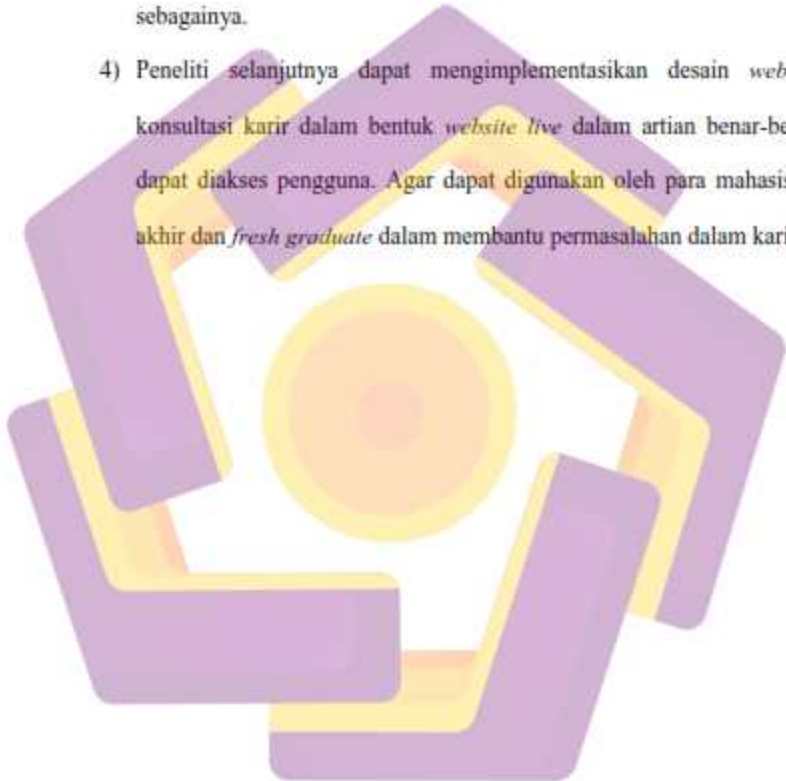 sebagainya.
4) Peneliti selanjutnya dapat mengimplementasikan desain web
konsultasi karir dalam bentuk website live dalam artian benar-be
dapat diakses pengguna. Agar dapat digunakan oleh para mahasis
akhir dan fresh graduate dalam membantu permasalahan dalam kari